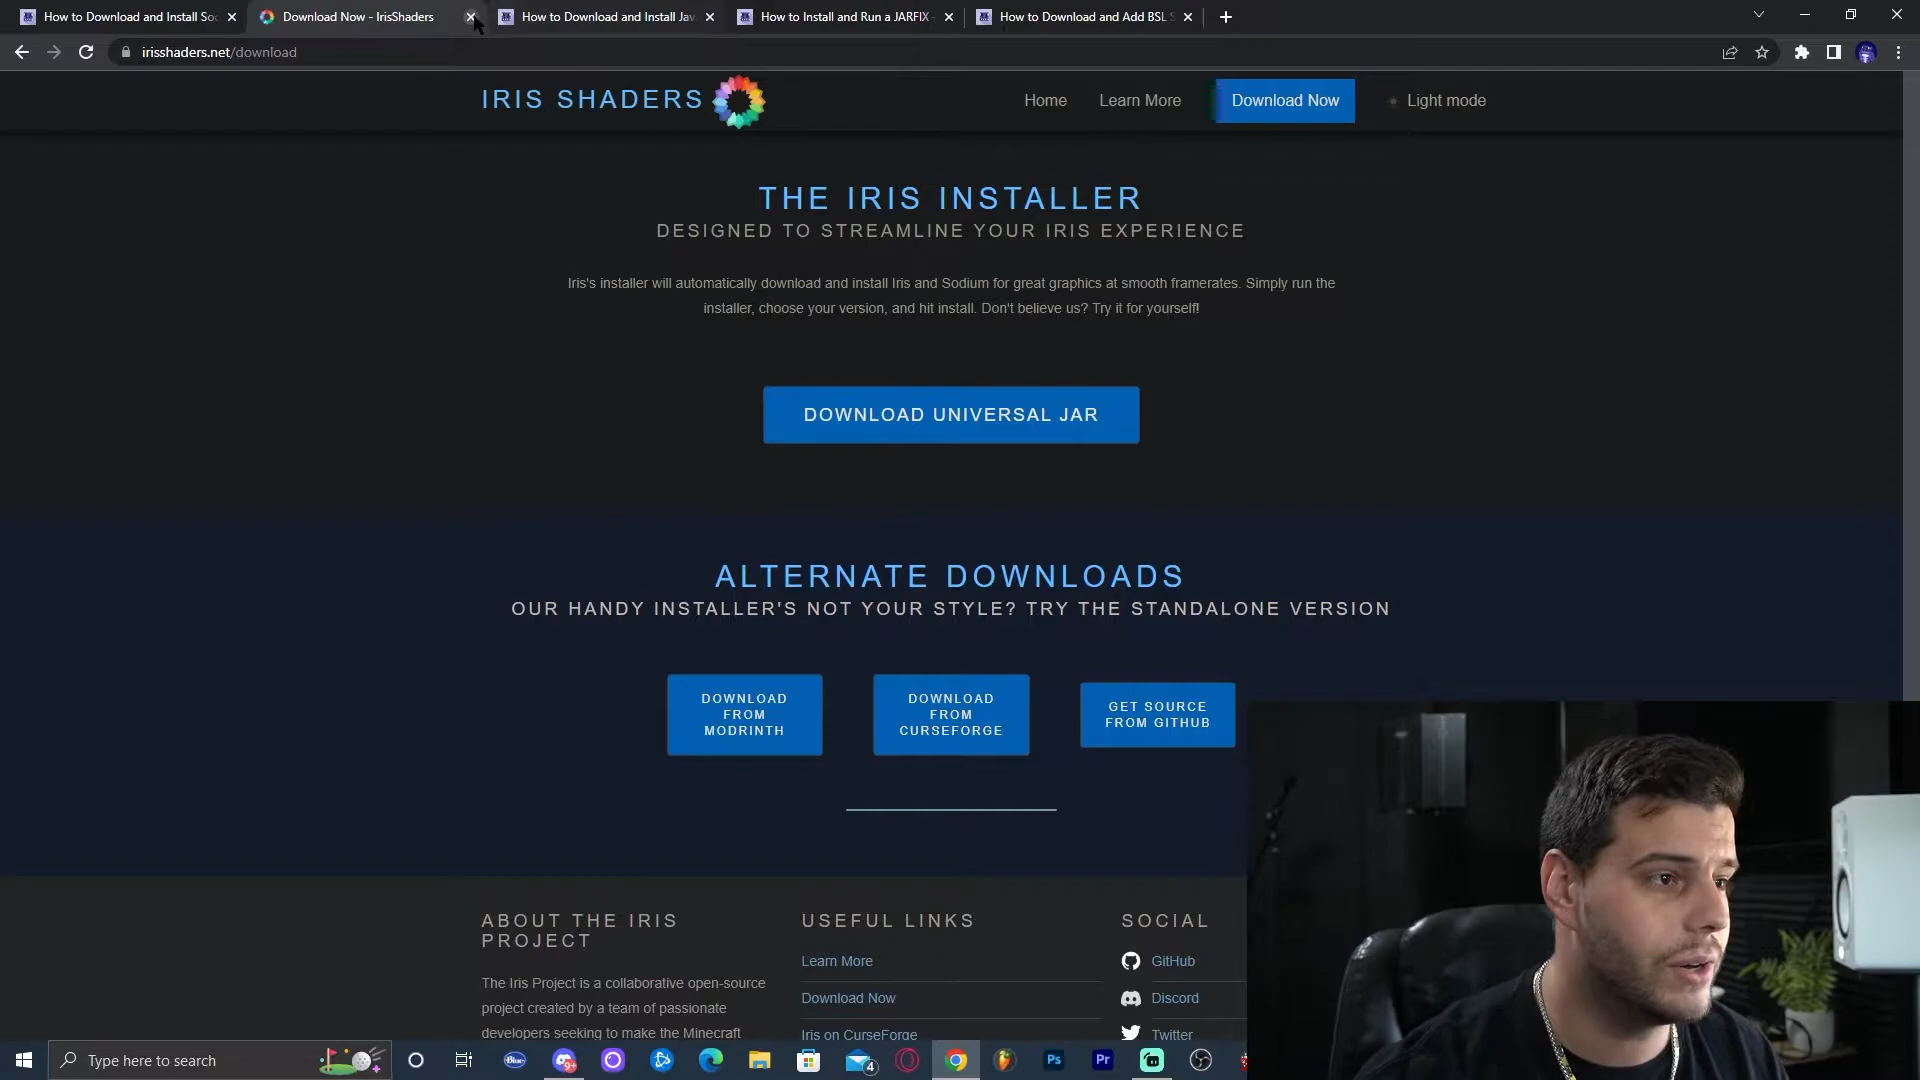 How to Download and Install So
Download Now - IrisShaders
How to Download and Install Jav
How to Install and Run a JARFIX -
How to Download and Add BSL S
irisshaders.net/download
IRIS SHADERS
Home
Learn More
Download Now
Light mode
THE IRIS INSTALLER
DESIGNED TO STREAMLINE YOUR IRIS EXPERIENCE
Iris's installer will automatically download and install Iris and Sodium for great graphics at smooth framerates. Simply run the
installer, choose your version, and hit install. Don't believe us? Try it for yourself!
DOWNLOAD UNIVERSAL JAR
ALTERNATE DOWNLOADS
OUR HANDY INSTALLER'S NOT YOUR STYLE? TRY THE STANDALONE VERSION
DOWNLOAD
FROM
MODRINTH
DOWNLOAD
FROM
CURSEFORGE
GET SOURCE
FROM GITHUB
ABOUT THE IRIS
PROJECT
The Iris Project is a collaborative open-source
project created by a team of passionate
developers seeking to make the Minecraft
USEFUL LINKS
Learn More
Download Now
Iris on CurseForge
SOCIAL
GitHub
Discord
Twitter
Type here to search
Blue
9+
4
Ps
Pr